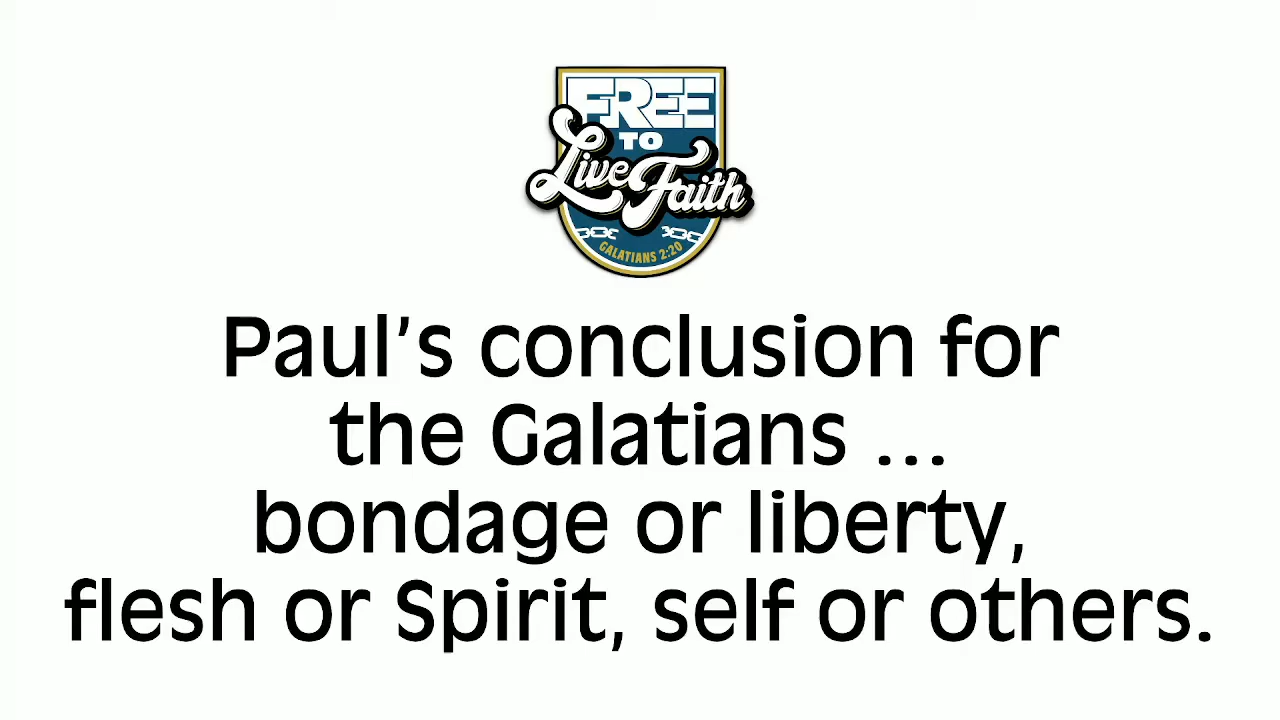 FREE
TO
Live Faith
GALATIANS 2:20
Paul’s conclusion for
the Galatians ...
bondage or liberty,
flesh or Spirit, self or others.